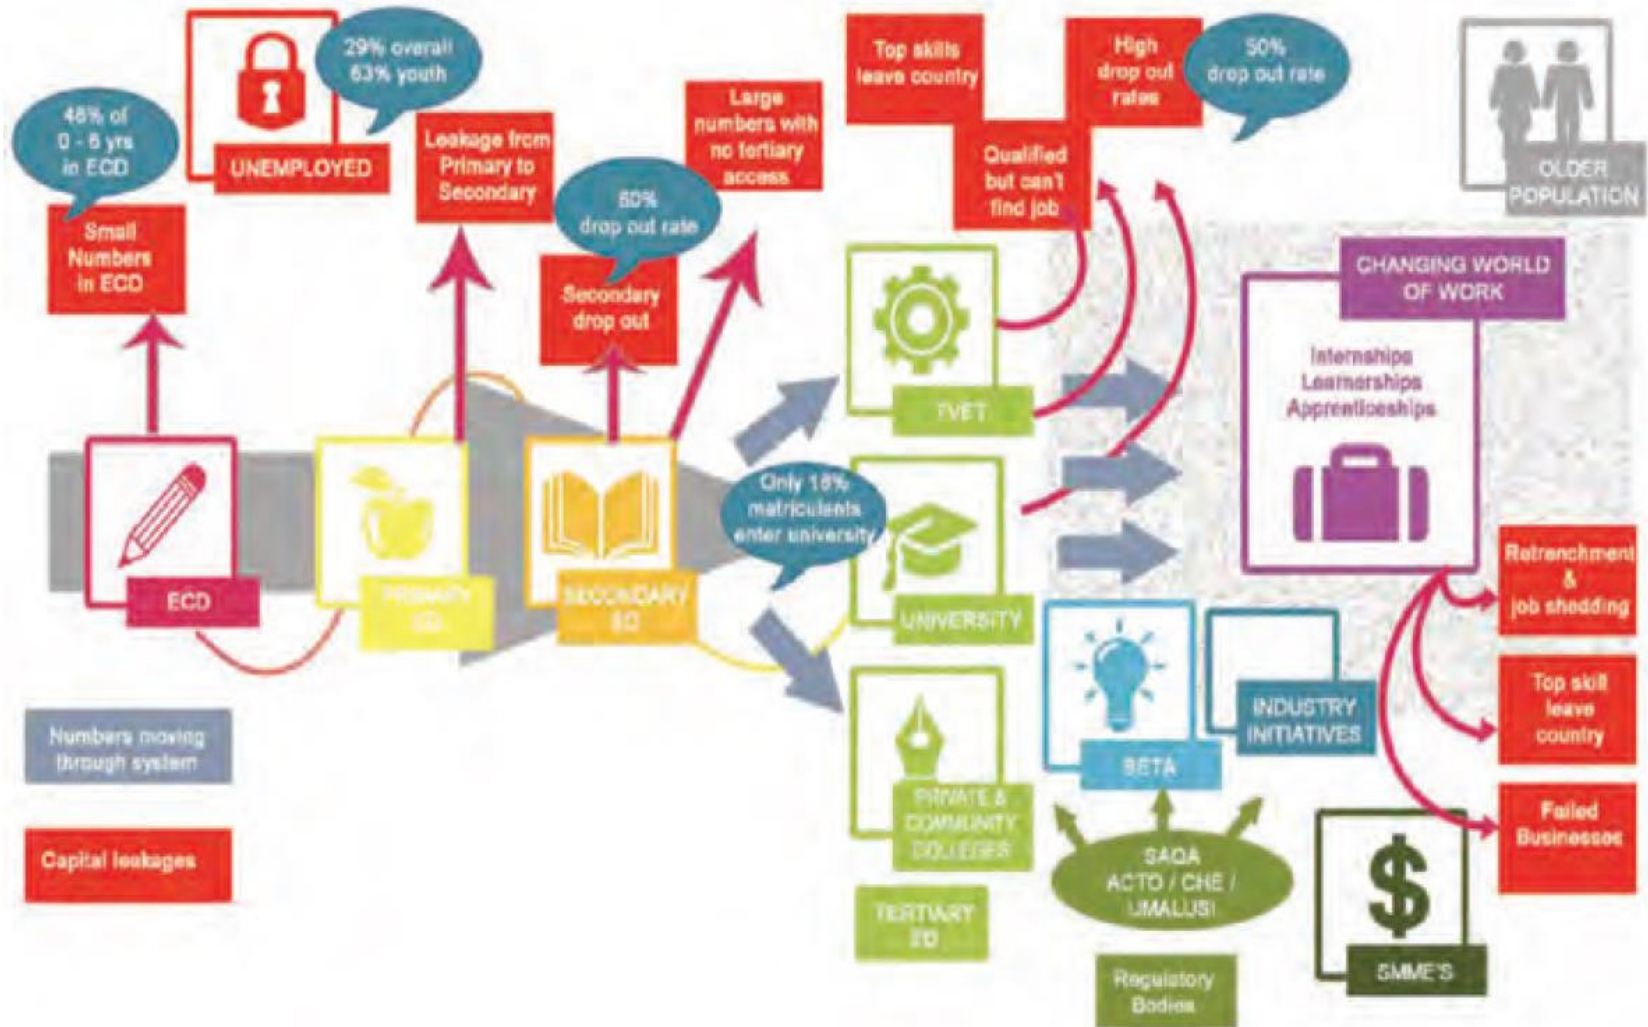 48% of
0 - 6 yrs
in ECD
Small
Numbers
in ECD
UNEMPLOYED
29% overall
63% youth
Leakage from
Primary to
Secondary
drop out rate
Secondary
drop out
Large
numbers with
no tertiary
access
Top skills
leave country
High
drop out
rates
50%
drop out rate
Qualified
but can't
find job
OLDER
POPULATION
CHANGING WORLD
OF WORK
Internships
Learnerships
Apprenticeships
ECD
PRIMARY
ED
SECONDARY
ED
Only 18%
matriculents
enter university
TVET
UNIVERSITY
PRIVATE &
COMMUNITY
COLLEGES
TERTIARY
ED
BETA
INDUSTRY
INITIATIVES
SAQA
ACTO / CHE /
UMALUSI
Regulatory
Bodies
SMME'S
Retrenchment
&
job shedding
Top skill
leave
country
Failed
Businesses
Numbers moving
through system
Capital leakages